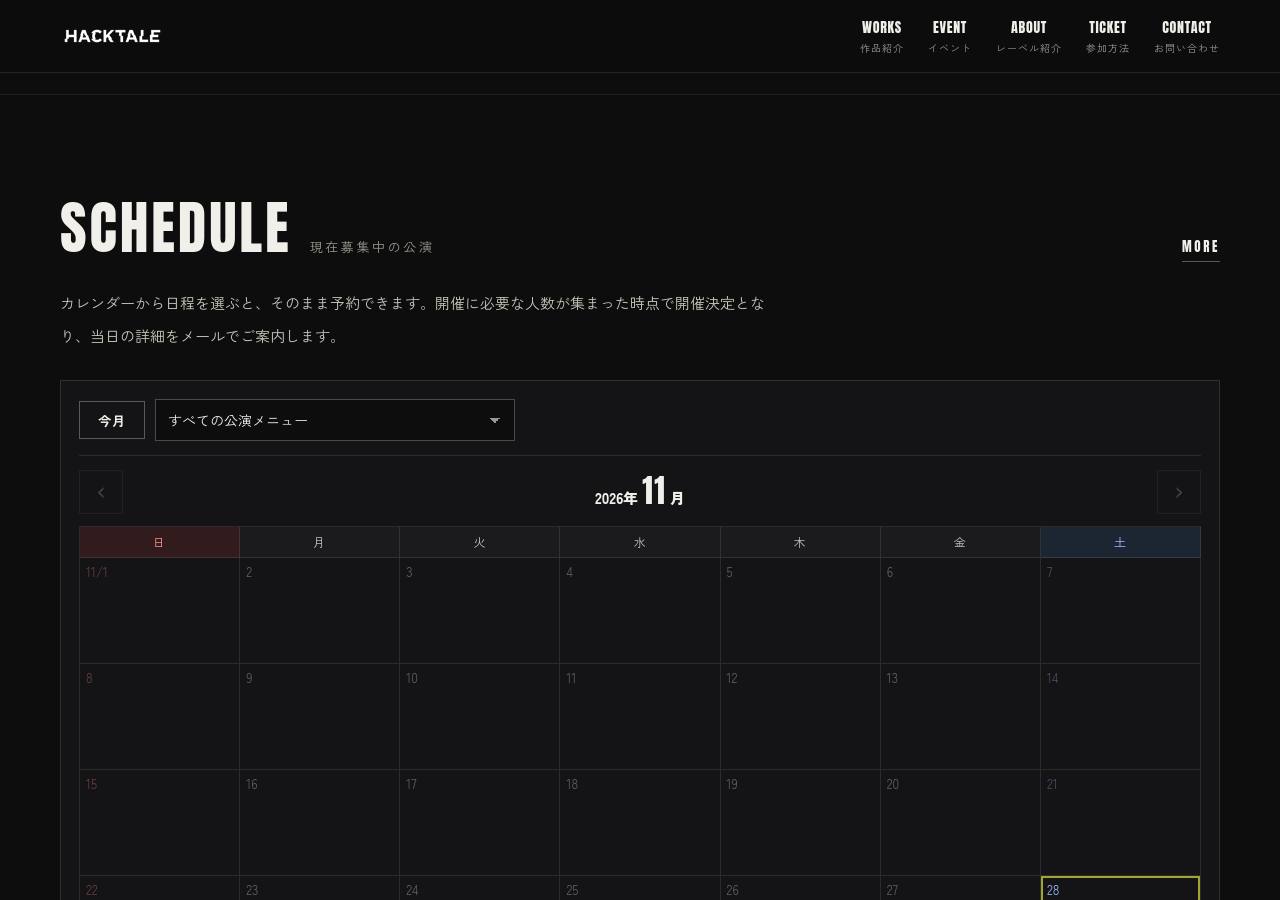 HACKTALE
WORKS EVENT ABOUT TICKET CONTACT
作品紹介 イベント レーベル紹介 参加方法 お問い合わせ
SCHEDULE 現在募集中の公演 MORE
カレンダーから日程を選ぶと、そのまま予約できます。開催に必要な人数が集まった時点で開催決定とな
り、当日の詳細をメールでご案内します。
今月 すべての公演メニュー
2026年 11 月
日 月 火 水 木 金 土
11/1 2 3 4 5 6 7
8 9 10 11 12 13 14
15 16 17 18 19 20 21
22 23 24 25 26 27 28